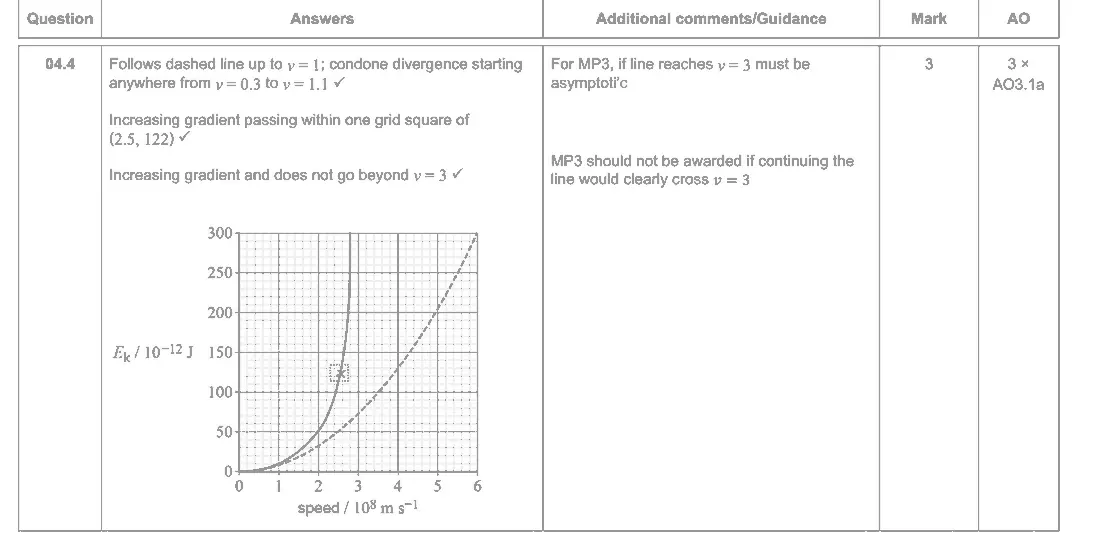 Question Answers Additional comments/Guidance Mark AO
04.4 Follows dashed line up to v = 1; condone divergence starting For MP3, if line reaches v = 3 must be 3 3 ×
anywhere from v = 0.3 to v = 1.1 ✓ asymptoti'c AO3.1a
Increasing gradient passing within one grid square of
(2.5, 122) ✓
MP3 should not be awarded if continuing the
Increasing gradient and does not go beyond v = 3 ✓ line would clearly cross v = 3
300
250
200
E_k / 10⁻¹² J 150
100
50
0
0 1 2 3 4 5 6
speed / 10⁸ m s⁻¹